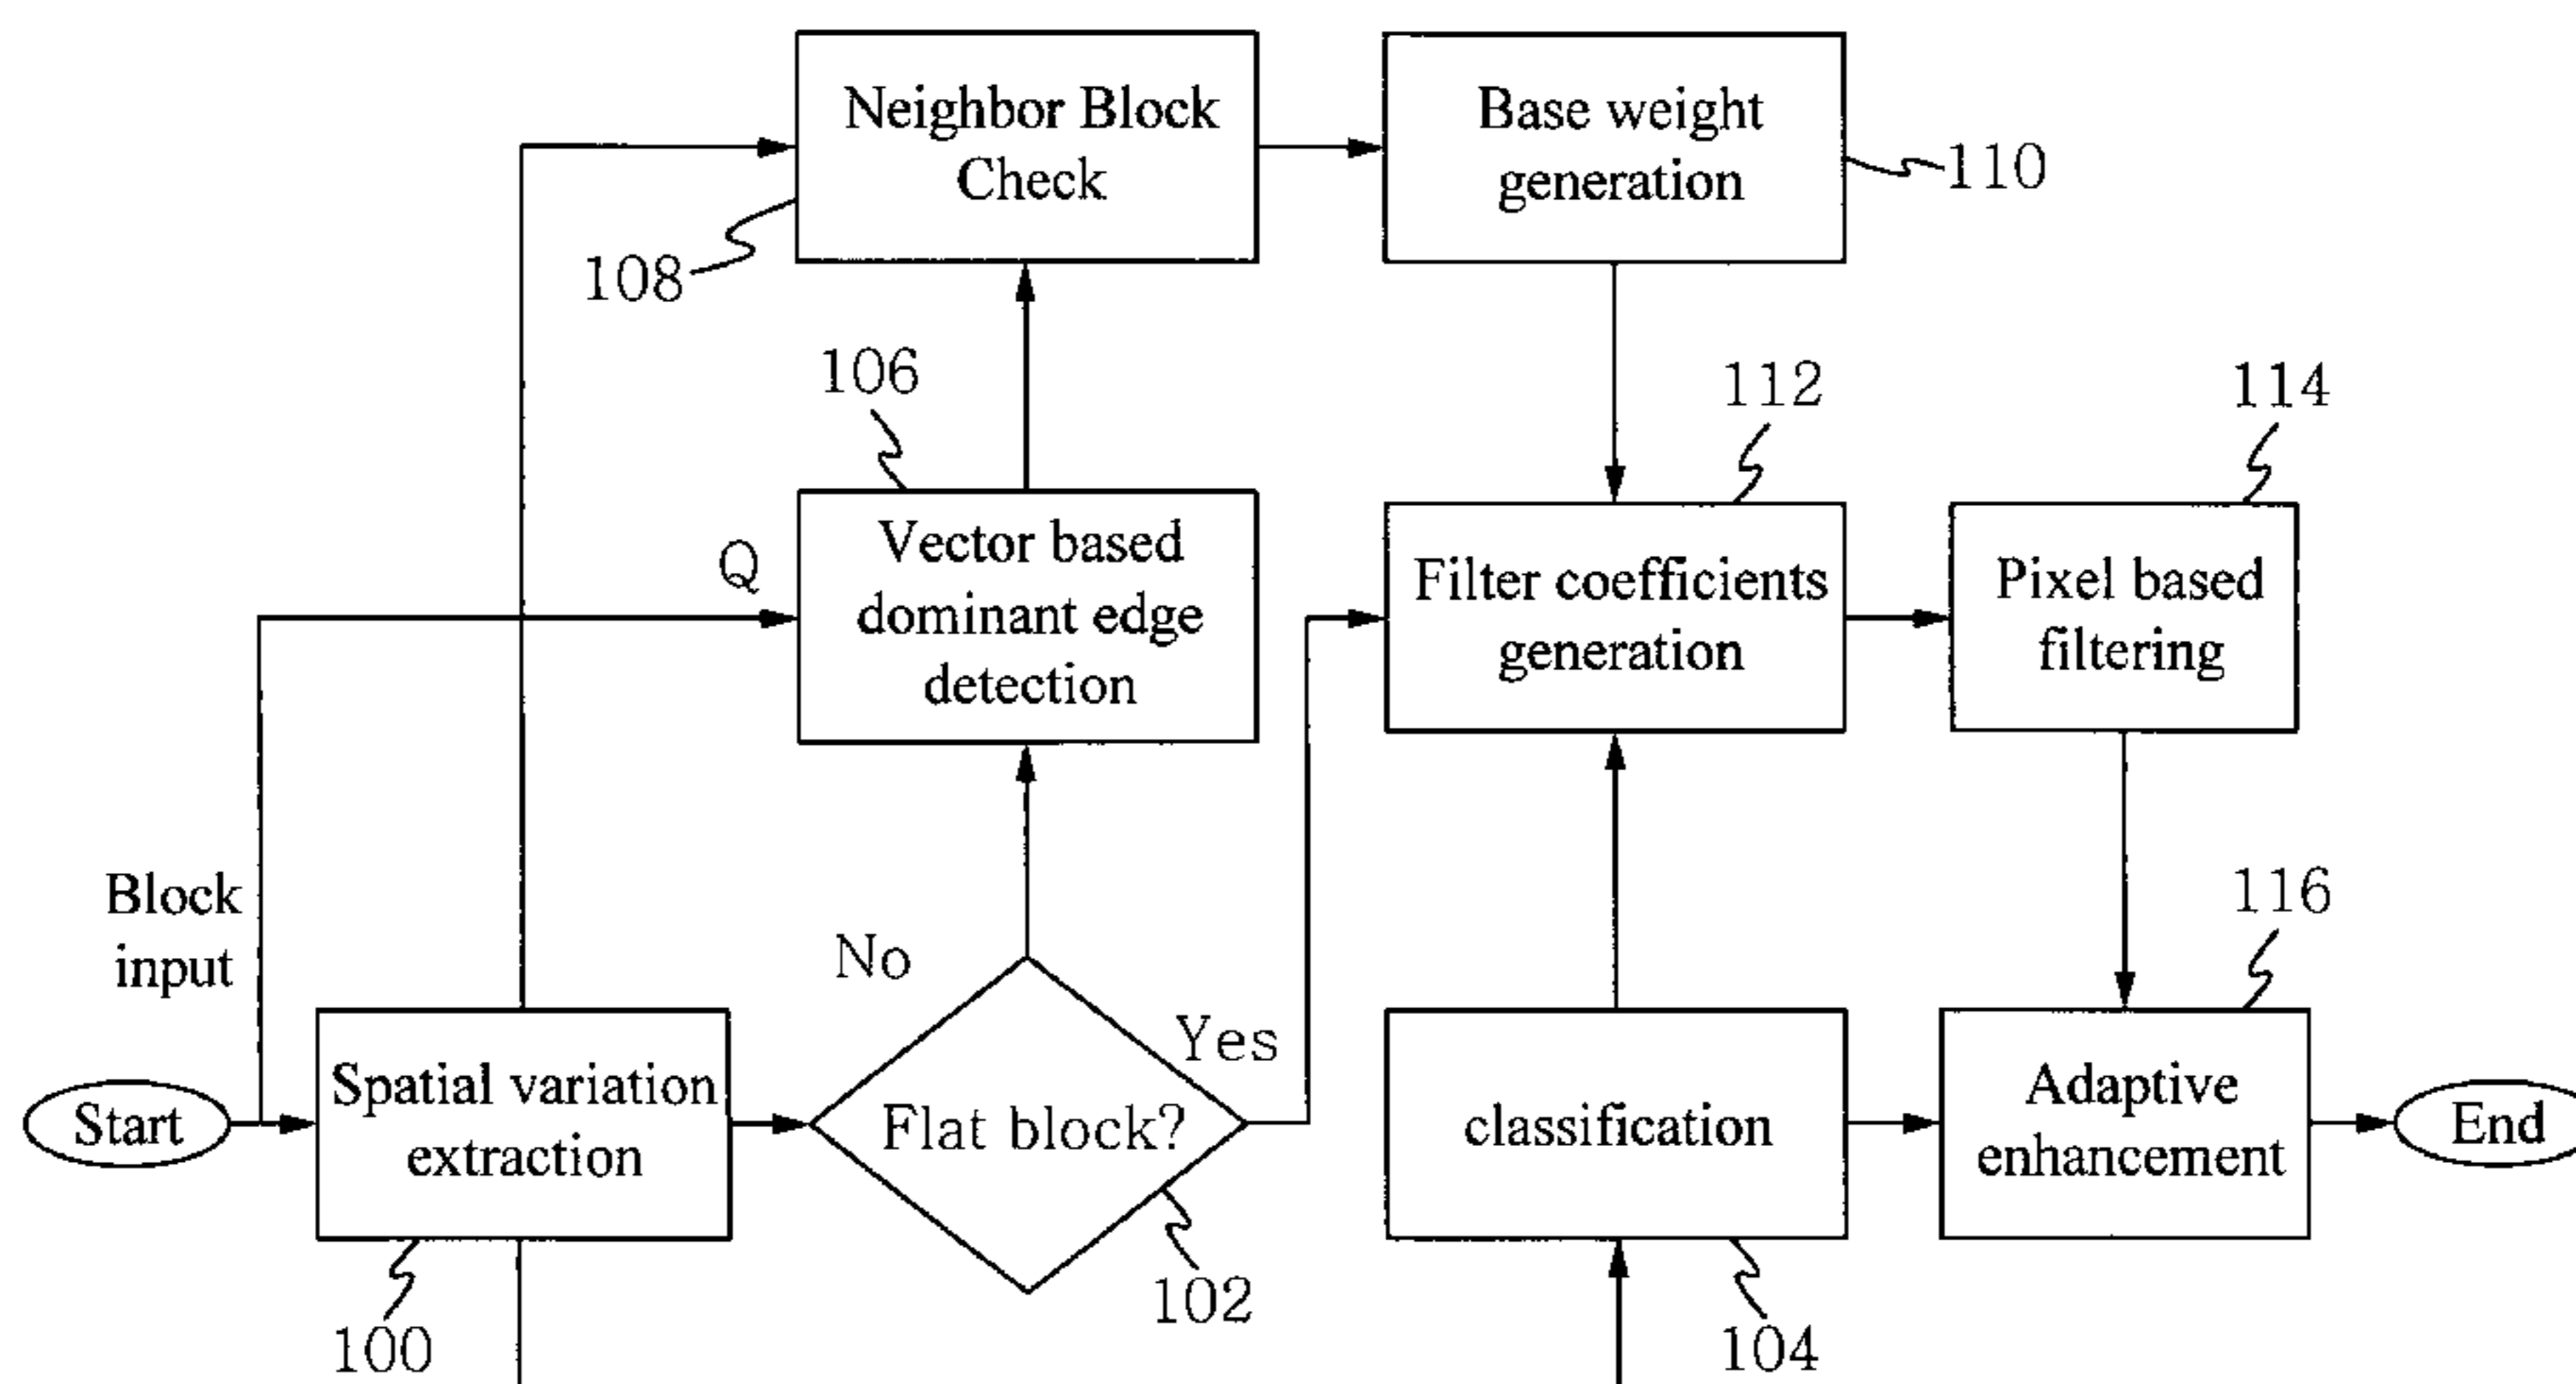 Neighbor Block
Check
Base weight
generation
110
108
106
112
114
Q
Vector based
dominant edge
detection
Filter coefficients
generation
Pixel based
filtering
Block
input
No
Yes
116
Start
Spatial variation
extraction
Flat block?
classification
Adaptive
enhancement
End
100
102
104